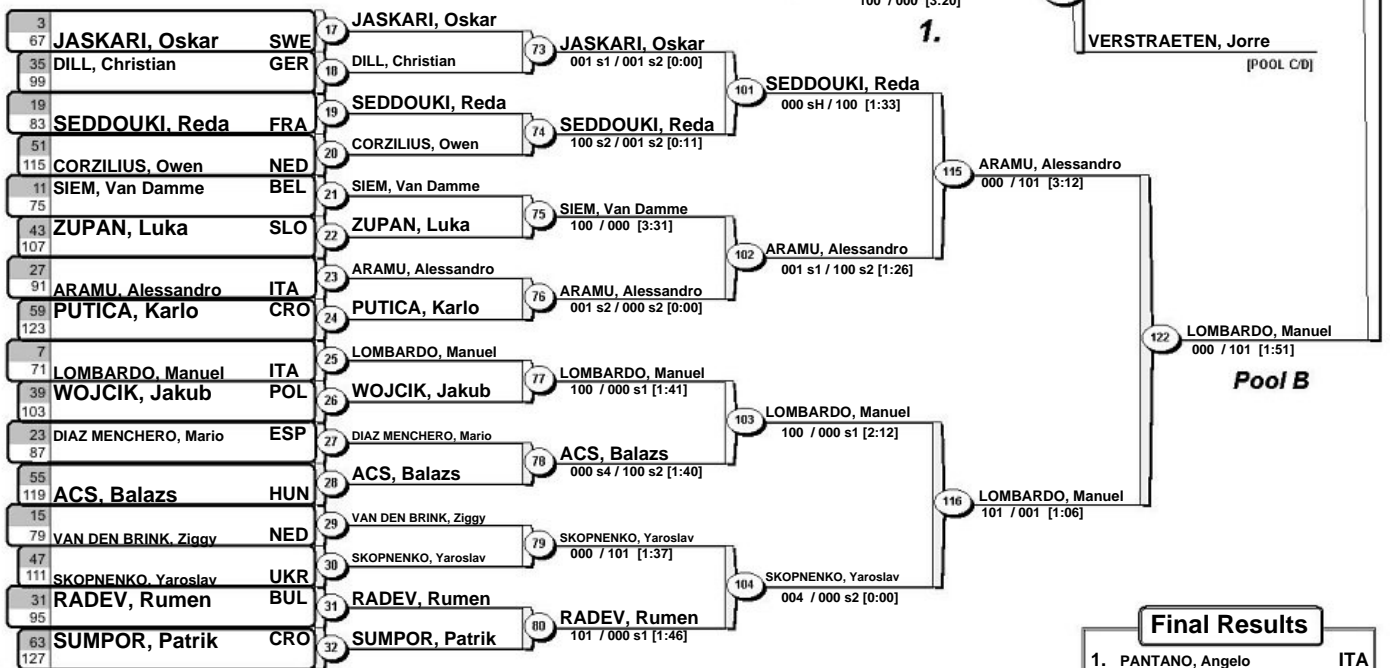 100 / 000 [3:20]
1.
VERSTRAETEN, Jorre
[POOL C/D]
3
67 JASKARI, Oskar SWE
35 DILL, Christian GER
99
19
83 SEDDOUKI, Reda FRA
51
115 CORZILIUS, Owen NED
11 SIEM, Van Damme BEL
75
43 ZUPAN, Luka SLO
107
27
91 ARAMU, Alessandro ITA
59 PUTICA, Karlo CRO
123
7
71 LOMBARDO, Manuel ITA
39 WOJCIK, Jakub POL
103
23 DIAZ MENCHERO, Mario ESP
87
55
119 ACS, Balazs HUN
15
79 VAN DEN BRINK, Ziggy NED
47
111 SKOPNENKO, Yaroslav UKR
31 RADEV, Rumen BUL
95
63 SUMPOR, Patrik CRO
127
17 JASKARI, Oskar
18 DILL, Christian
19 SEDDOUKI, Reda
20 CORZILIUS, Owen
21 SIEM, Van Damme
22 ZUPAN, Luka
23 ARAMU, Alessandro
24 PUTICA, Karlo
25 LOMBARDO, Manuel
26 WOJCIK, Jakub
27 DIAZ MENCHERO, Mario
28 ACS, Balazs
29 VAN DEN BRINK, Ziggy
30 SKOPNENKO, Yaroslav
31 RADEV, Rumen
32 SUMPOR, Patrik
73 JASKARI, Oskar
001 s1 / 001 s2 [0:00]
74 SEDDOUKI, Reda
100 s2 / 001 s2 [0:11]
75 SIEM, Van Damme
100 / 000 [3:31]
76 ARAMU, Alessandro
001 s2 / 000 s2 [0:00]
77 LOMBARDO, Manuel
100 / 000 s1 [1:41]
78 ACS, Balazs
000 s4 / 100 s2 [1:40]
79 SKOPNENKO, Yaroslav
000 / 101 [1:37]
80 RADEV, Rumen
101 / 000 s1 [1:46]
101 SEDDOUKI, Reda
000 sH / 100 [1:33]
102 ARAMU, Alessandro
001 s1 / 100 s2 [1:26]
103 LOMBARDO, Manuel
100 / 000 s1 [2:12]
104 SKOPNENKO, Yaroslav
004 / 000 s2 [0:00]
115 ARAMU, Alessandro
000 / 101 [3:12]
116 LOMBARDO, Manuel
101 / 001 [1:06]
122 LOMBARDO, Manuel
000 / 101 [1:51]
Pool B
Final Results
1. PANTANO, Angelo ITA